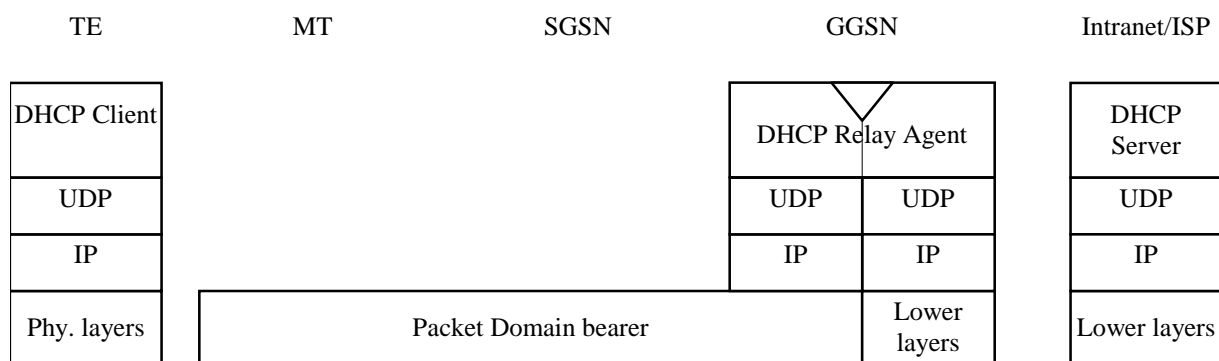 TE MT SGSN GGSN Intranet/ISP
DHCP Client
DHCP Relay Agent
DHCP
Server
UDP UDP UDP UDP
IP IP IP IP
Phy. layers Packet Domain bearer Lower
layers Lower layers